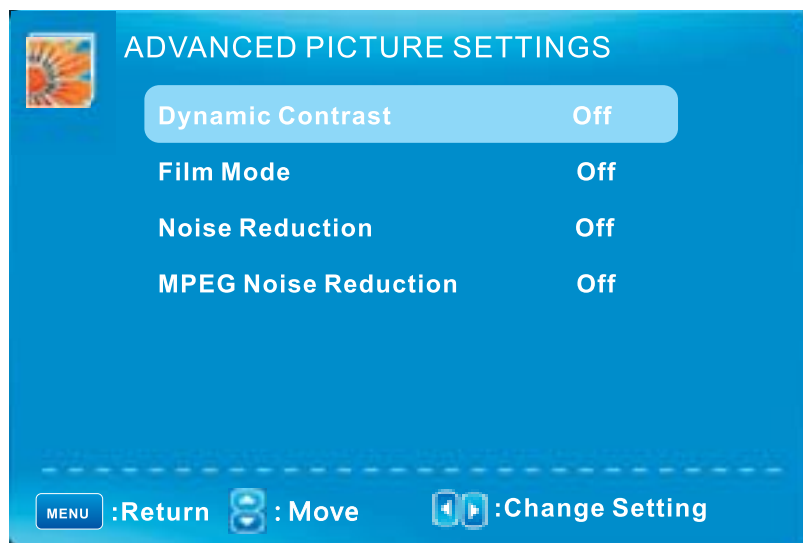 ADVANCED PICTURE SETTINGS
Dynamic Contrast Off
Film Mode Off
Noise Reduction Off
MPEG Noise Reduction Off
MENU :Return : Move :Change Setting